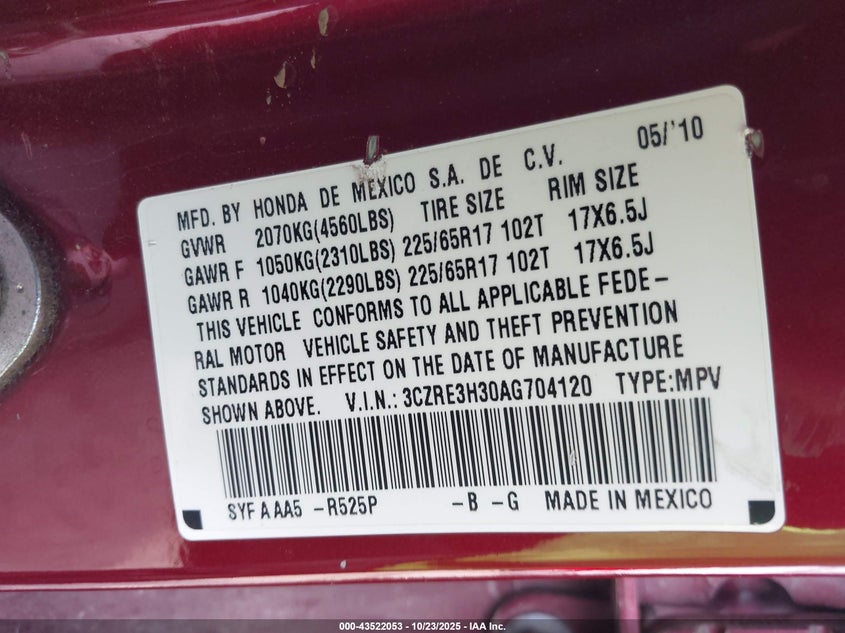 05/'10
MFD. BY HONDA DE MEXICO S.A. DE C.V.
GVWR 2070KG(4560LBS) TIRE SIZE RIM SIZE
GAWR F 1050KG(2310LBS) 225/65R17 102T 17X6.5J
GAWR R 1040KG(2290LBS) 225/65R17 102T 17X6.5J
THIS VEHICLE CONFORMS TO ALL APPLICABLE FEDE-
RAL MOTOR VEHICLE SAFETY AND THEFT PREVENTION
STANDARDS IN EFFECT ON THE DATE OF MANUFACTURE
SHOWN ABOVE. V.I.N.: 3CZRE3H30AG704120 TYPE:MPV
SYF A AA5 -R525P -B -G MADE IN MEXICO
000-43522053 - 10/23/2025 - IAA Inc.